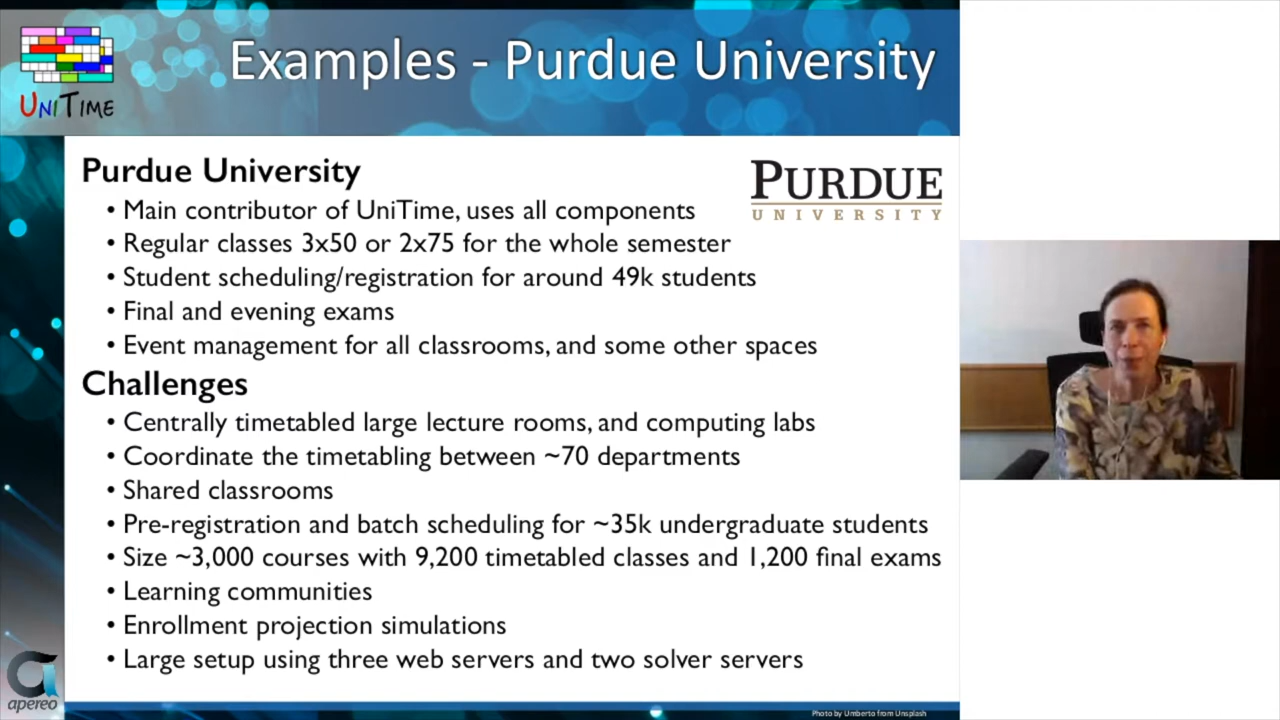 Examples - Purdue University
UNITIME
Purdue University
PURDUE
UNIVERSITY
• Main contributor of UniTime, uses all components
• Regular classes 3x50 or 2x75 for the whole semester
• Student scheduling/registration for around 49k students
• Final and evening exams
• Event management for all classrooms, and some other spaces
Challenges
• Centrally timetabled large lecture rooms, and computing labs
• Coordinate the timetabling between ~70 departments
• Shared classrooms
• Pre-registration and batch scheduling for ~35k undergraduate students
• Size ~3,000 courses with 9,200 timetabled classes and 1,200 final exams
• Learning communities
• Enrollment projection simulations
• Large setup using three web servers and two solver servers
apereo
Photo by Umberto from Unsplash